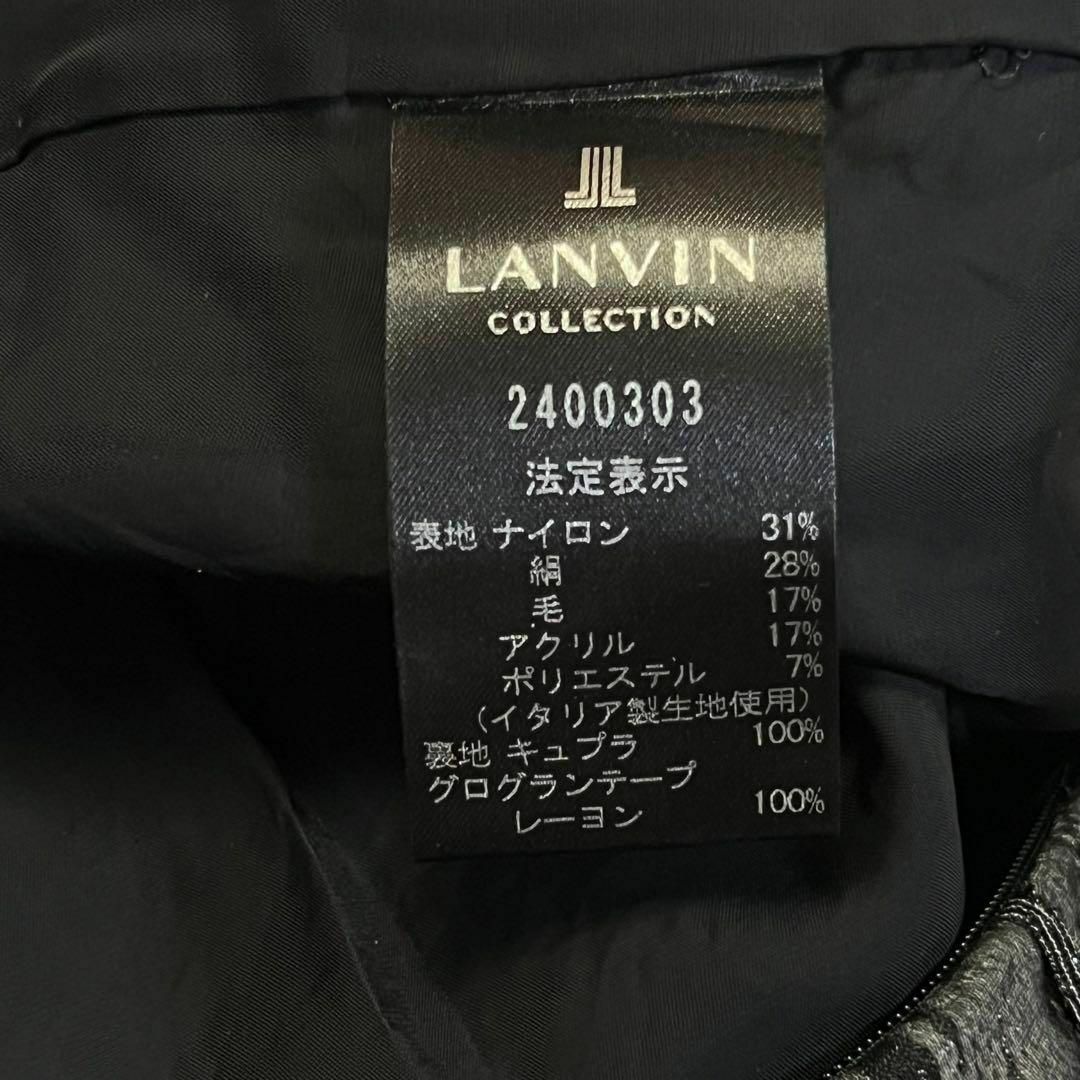 LANVIN
COLLECTION
2400303
法定表示
表地 ナイロン 31%
絹 28%
毛 17%
アクリル 17%
ポリエステル 7%
(イタリア製生地使用)
裏地 キュプラ 100%
グログランテープ
レーヨン 100%